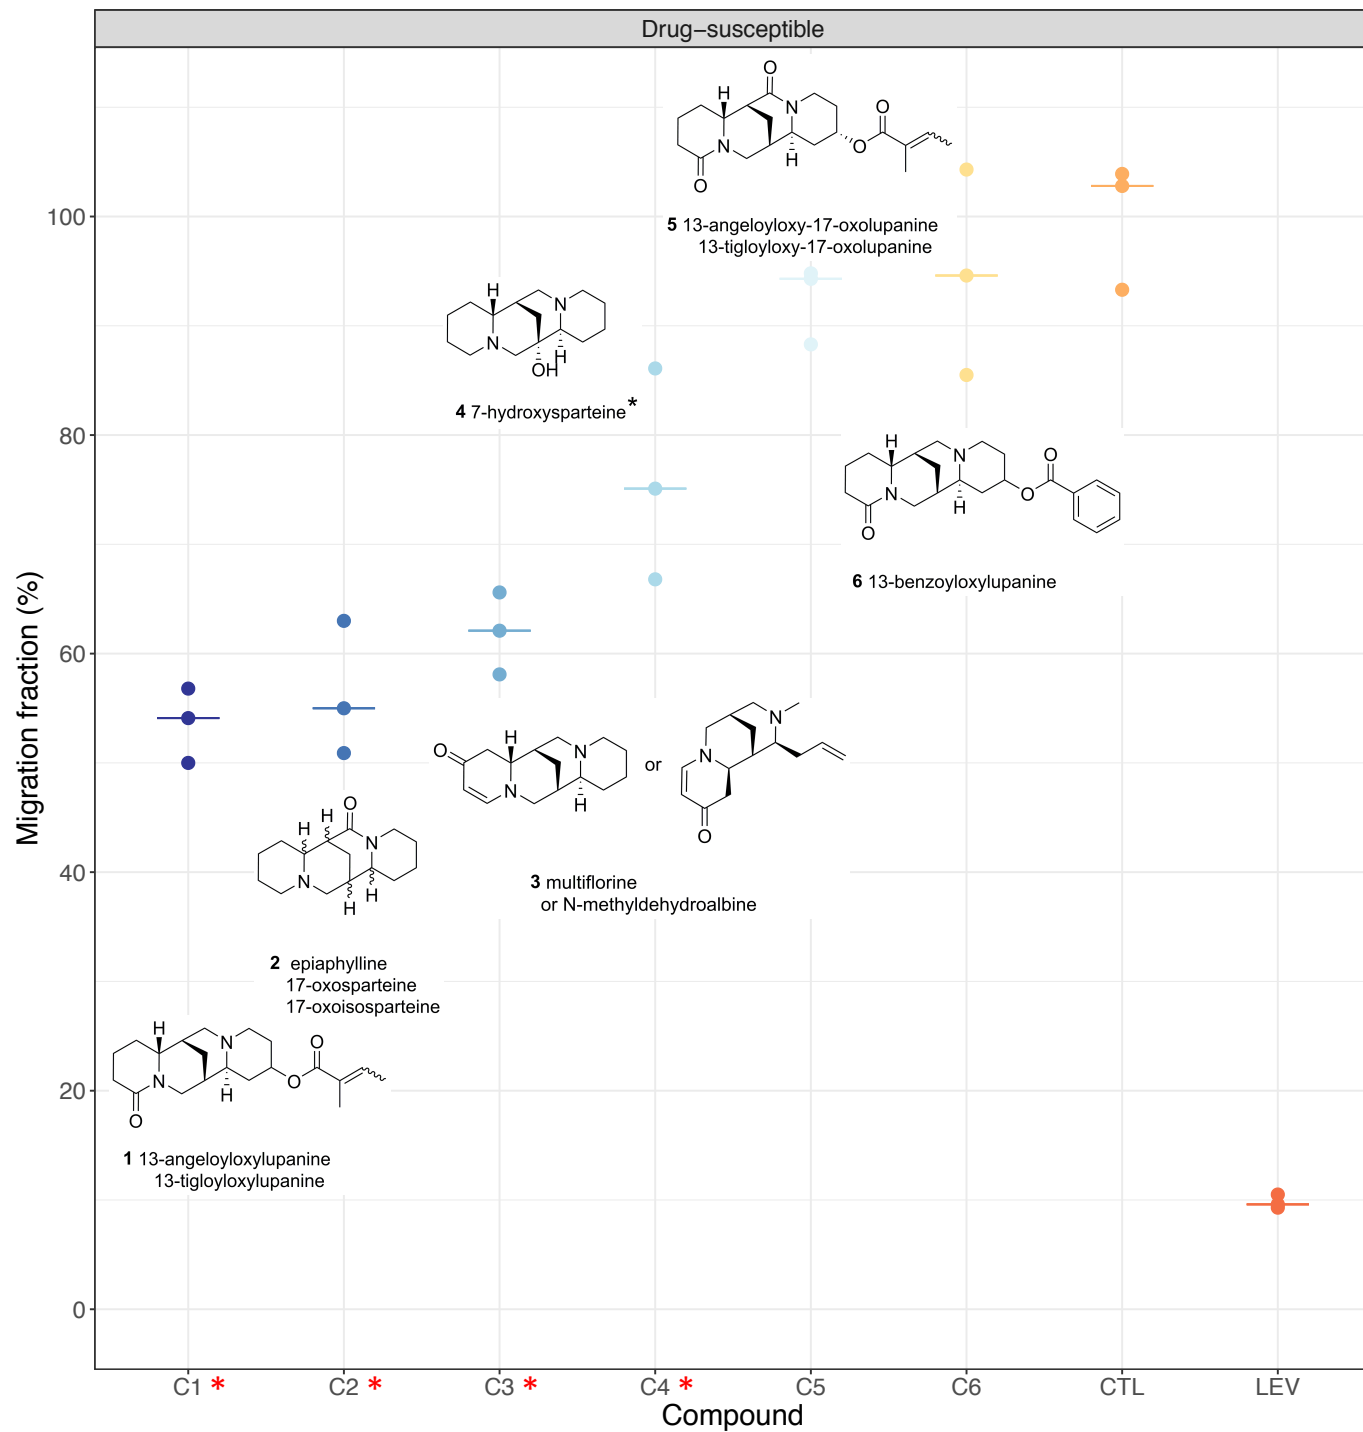 Drug−susceptible
Migration fraction (%)
100
80
60
40
20
0
O
H
N
O
N
H
O
O
5 13-angeloyloxy-17-oxolupanine
13-tigloyloxy-17-oxolupanine
H
N
N
H
OH
4 7-hydroxysparteine*
H
N
O
N
O
H
O
6 13-benzoyloxylupanine
O
H
N
N
H
or
N
N
O
3 multiflorine
or N-methyldehydroalbine
O
H
H
N
N
H
H
2 epiaphylline
17-oxosparteine
17-oxoisosparteine
H
N
O
N
O
H
O
1 13-angeloyloxylupanine
13-tigloyloxylupanine
C1 * C2 * C3 * C4 * C5 C6 CTL LEV
Compound